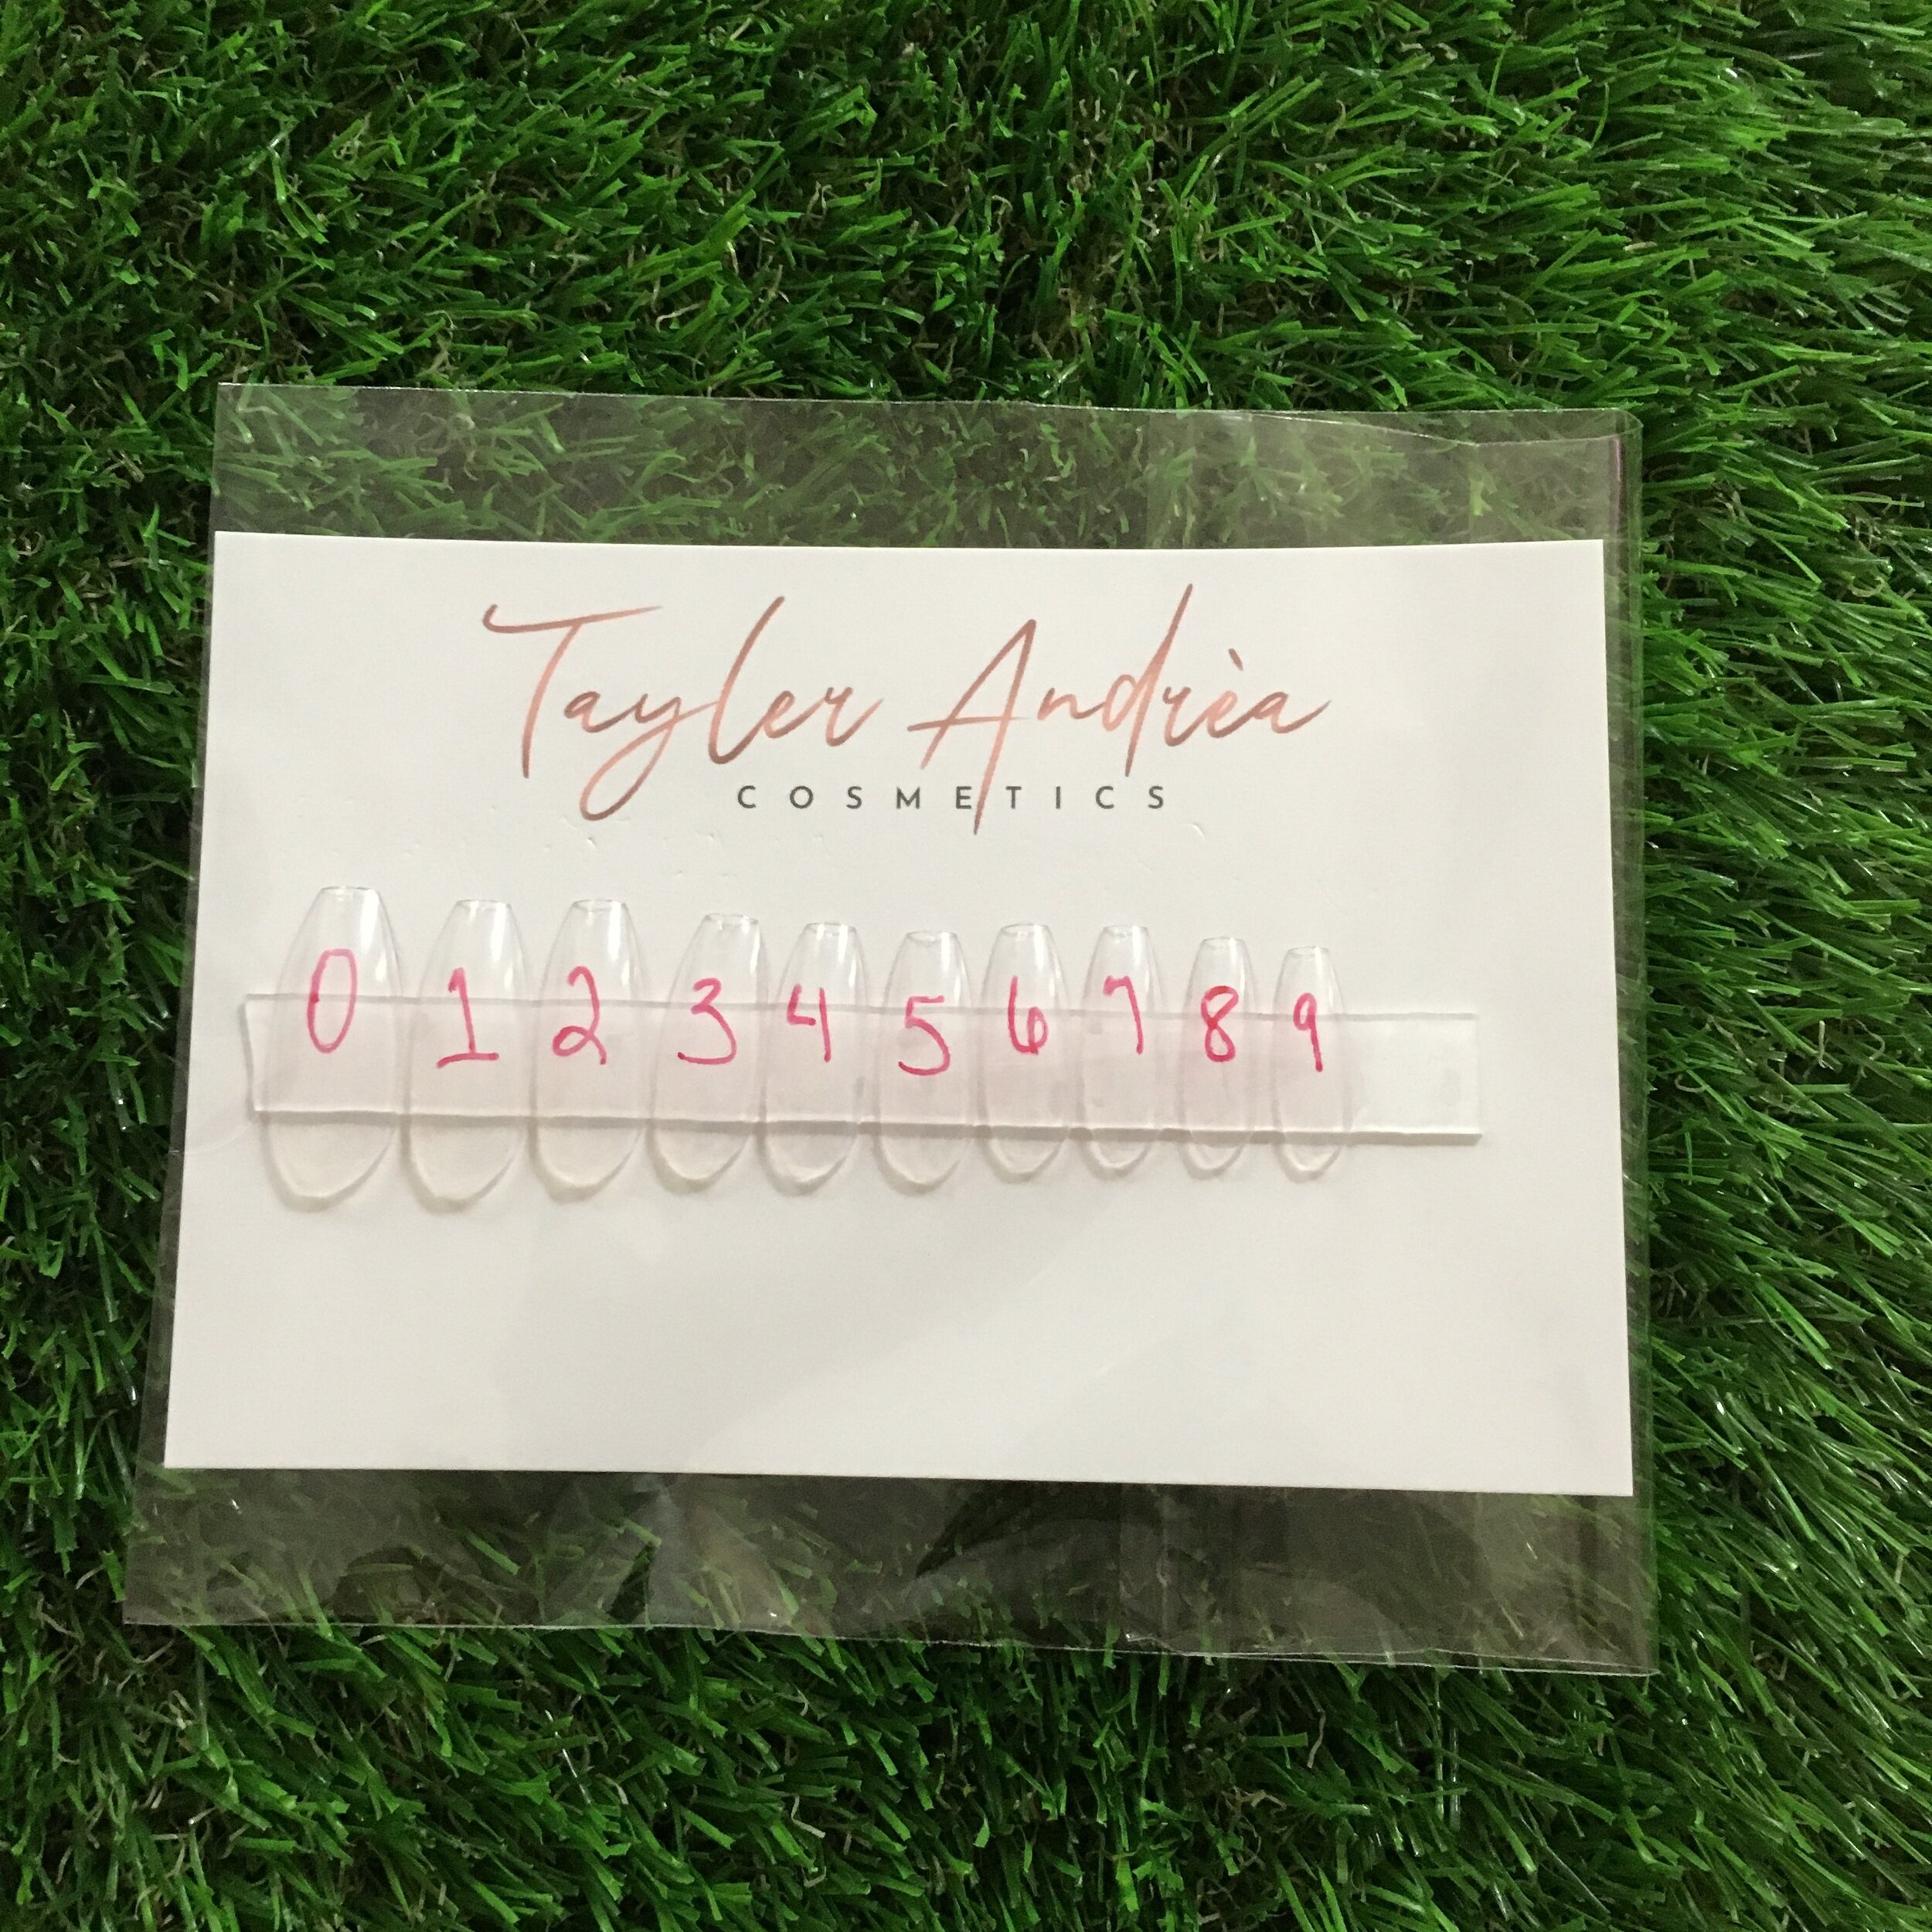 Tayler Andrèa
COSMETICS
0 1 2 3 4 5 6 7 8 9